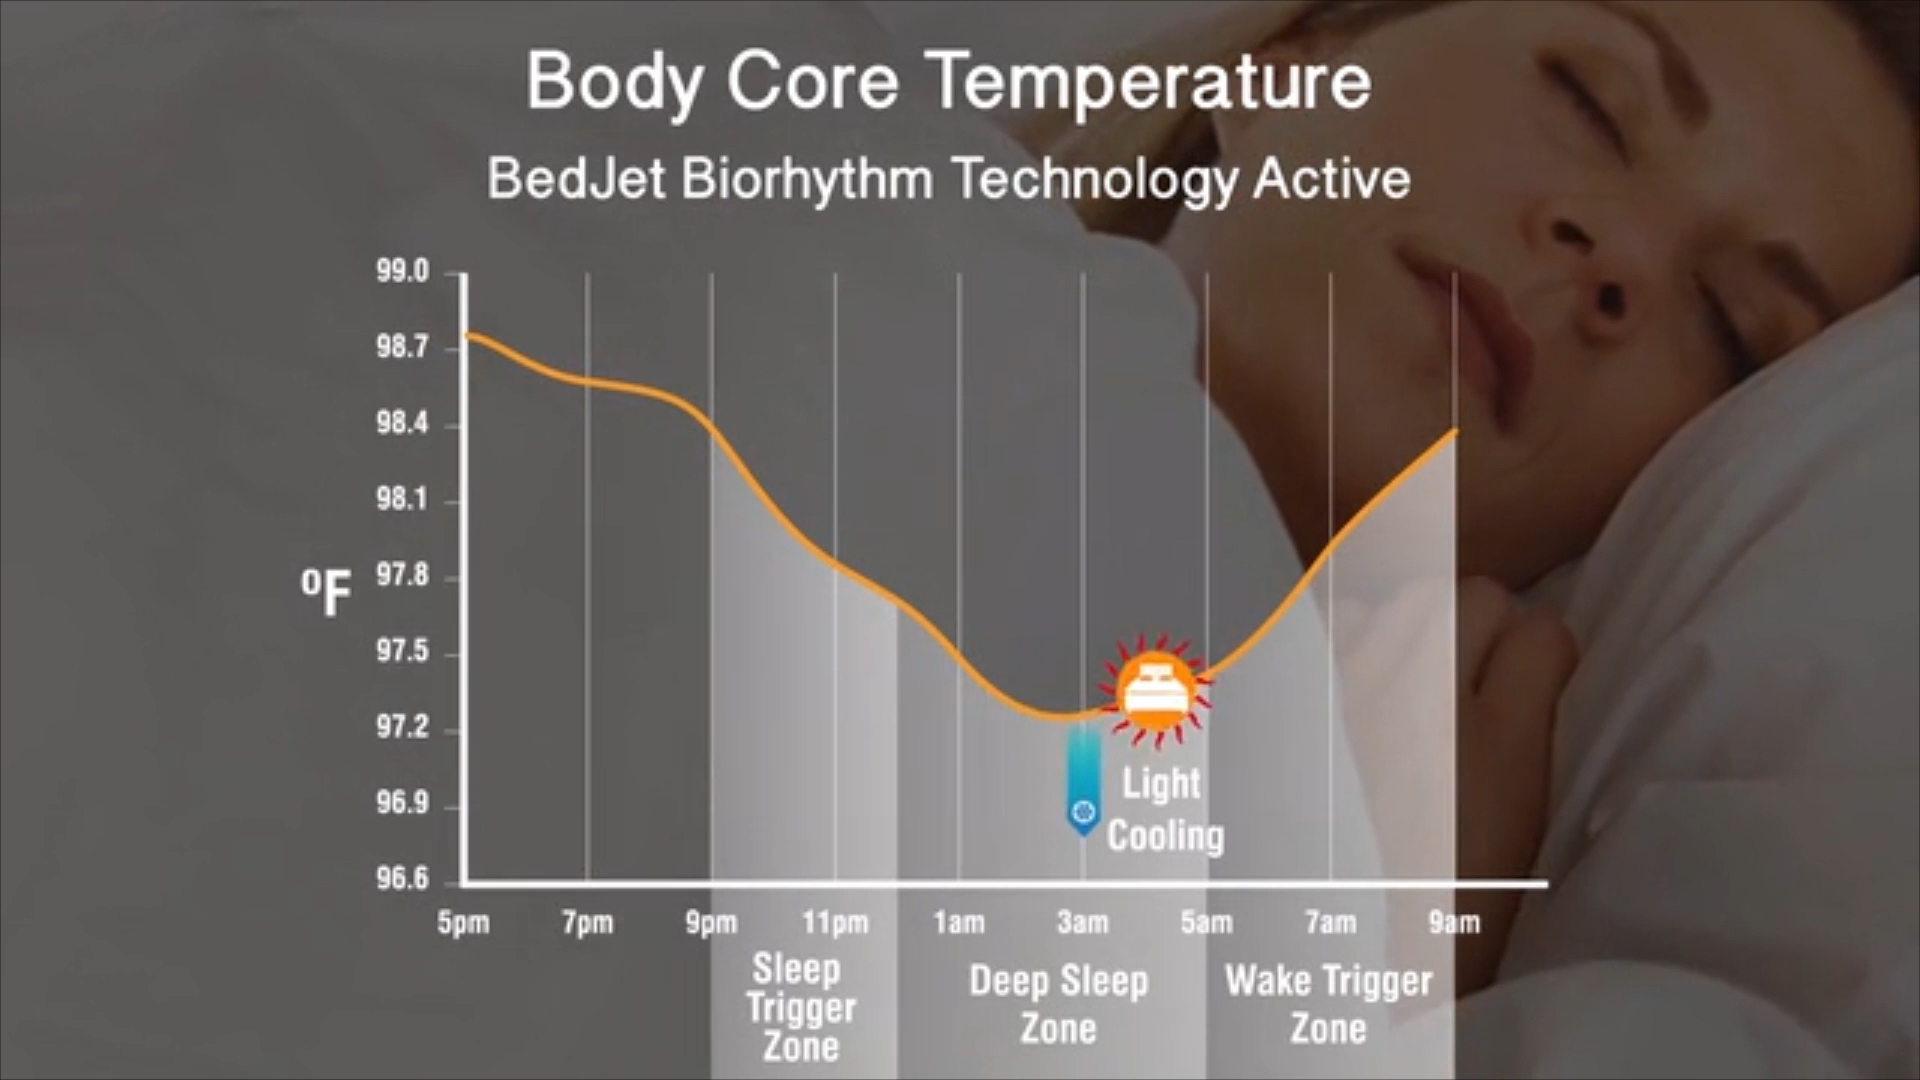 Body Core Temperature
BedJet Biorhythm Technology Active
99.0
98.7
98.4
98.1
97.8
97.5
97.2
96.9
96.6
ºF
Light
Cooling
5pm 7pm 9pm 11pm 1am 3am 5am 7am 9am
Sleep
Trigger
Zone
Deep Sleep
Zone
Wake Trigger
Zone